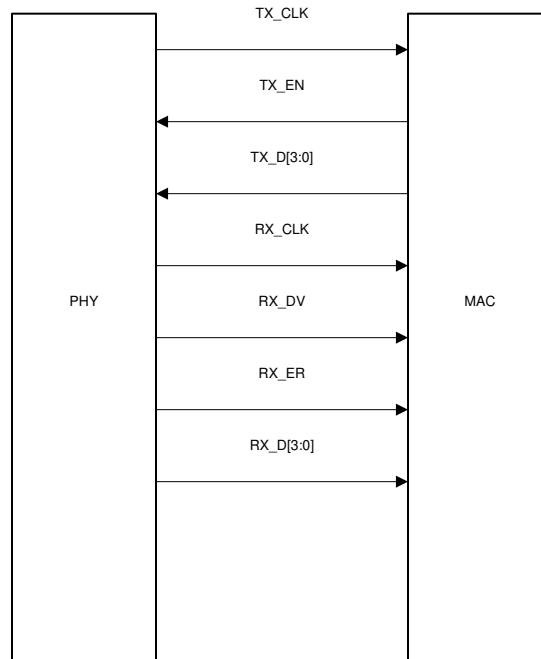 TX_CLK
TX_EN
TX_D[3:0]
RX_CLK
PHY
RX_DV
MAC
RX_ER
RX_D[3:0]